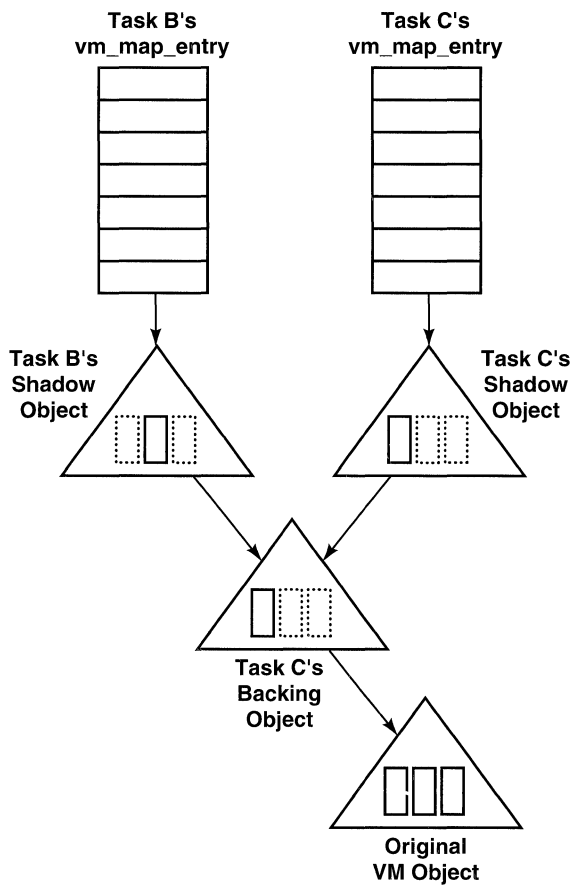 Task B's
vm_map_entry
Task C's
vm_map_entry
Task B's
Shadow
Object
Task C's
Shadow
Object
Task C's
Backing
Object
Original
VM Object